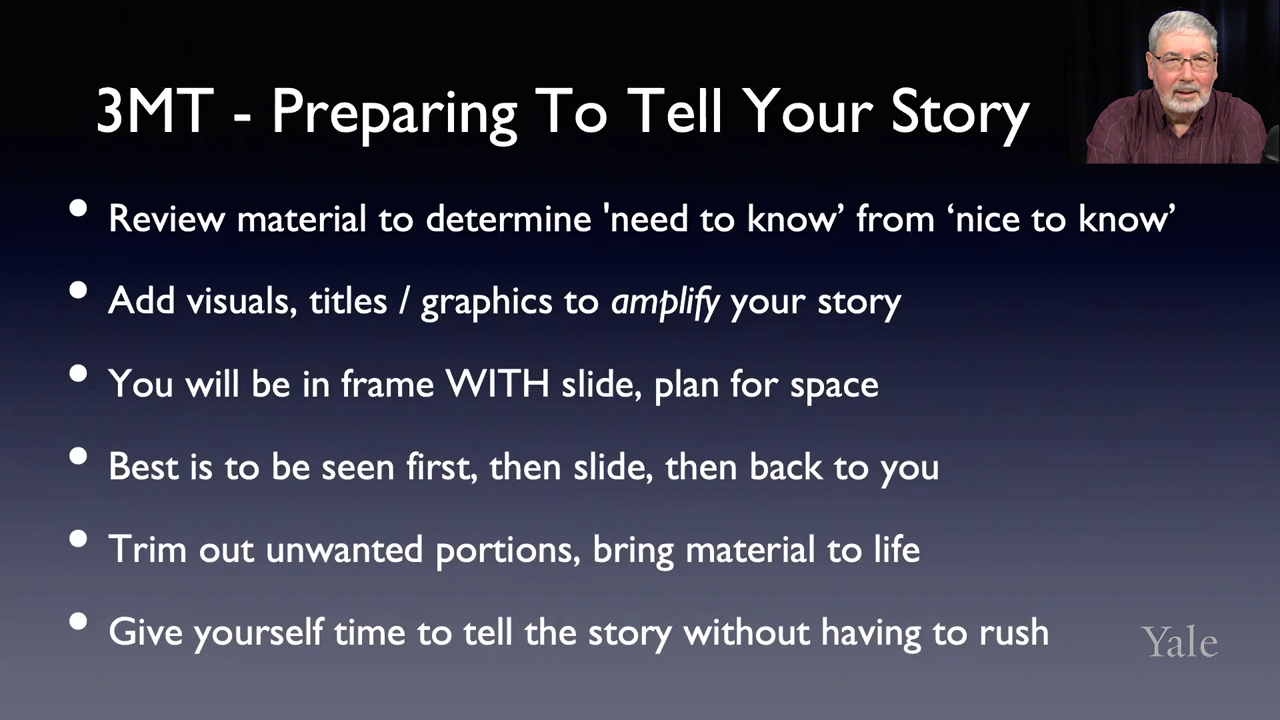 3MT - Preparing To Tell Your Story
• Review material to determine 'need to know’ from ‘nice to know’
• Add visuals, titles / graphics to amplify your story
• You will be in frame WITH slide, plan for space
• Best is to be seen first, then slide, then back to you
• Trim out unwanted portions, bring material to life
• Give yourself time to tell the story without having to rush
Yale